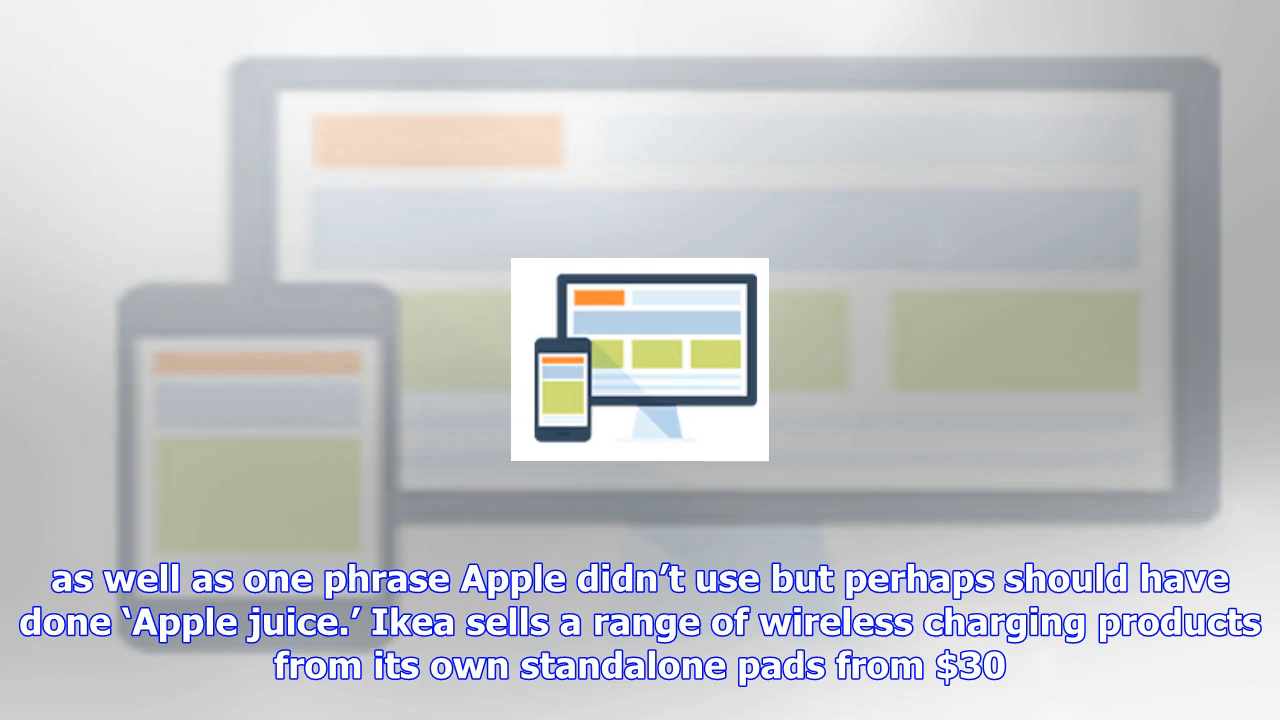 as well as one phrase Apple didn’t use but perhaps should have
done ‘Apple juice.’ Ikea sells a range of wireless charging products
from its own standalone pads from $30